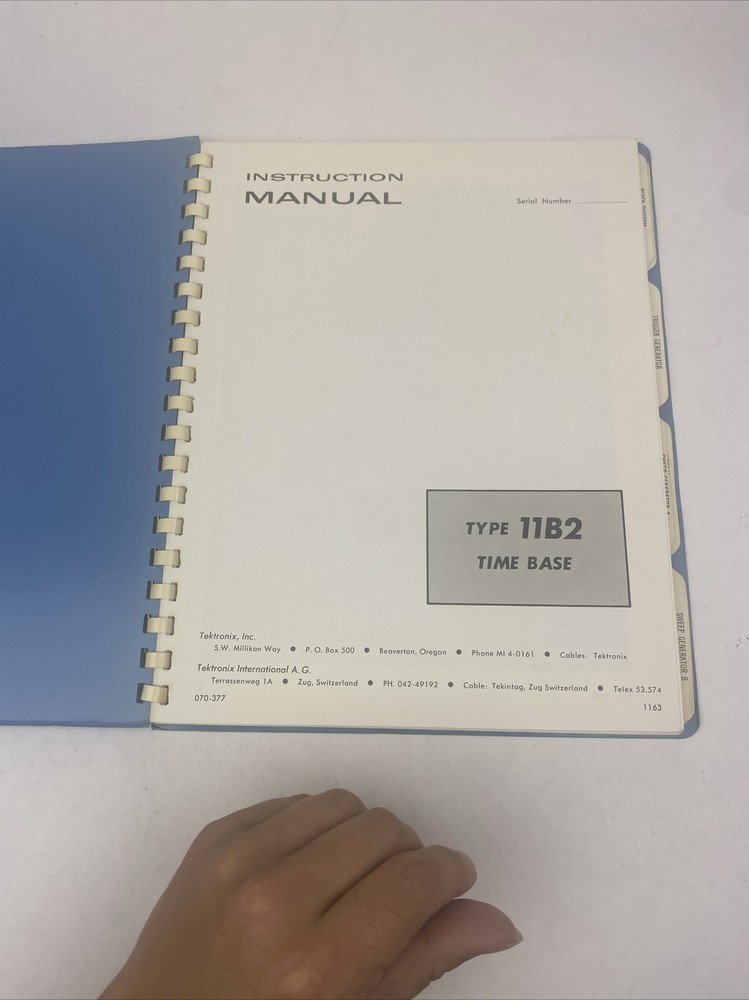 INSTRUCTION
MANUAL
Serial Number
TYPE 11B2
TIME BASE
Tektronix, Inc.
S.W. Millikan Way ● P. O. Box 500 ● Beaverton, Oregon ● Phone MI 4-0161 ● Cables: Tektronix
Tektronix International A.G.
Terrassenweg 1A ● Zug, Switzerland ● PH. 042-49192 ● Cable: Tekintag, Zug Switzerland ● Telex 53.574
070-377
1163
TRIGGER GENERATOR
SWEEP GENERATOR B